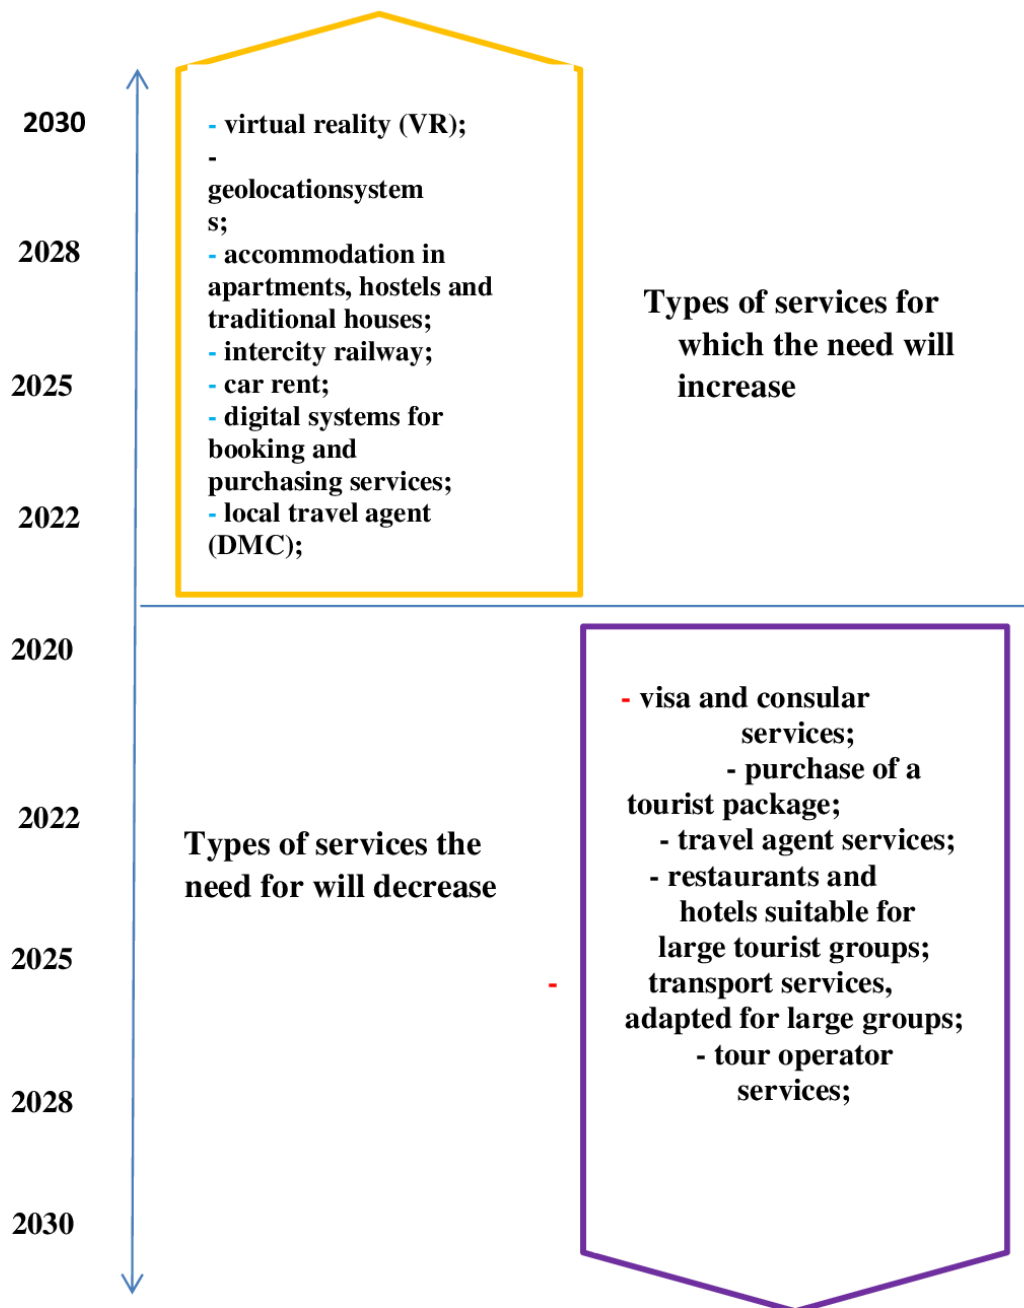 2030
- virtual reality (VR);
-
geolocationsystem
s;
2028
- accommodation in
apartments, hostels and
traditional houses;
- intercity railway;
2025
- car rent;
- digital systems for
booking and
purchasing services;
2022
- local travel agent
(DMC);
Types of services for
which the need will
increase
2020
2022
Types of services the
need for will decrease
2025
2028
2030
- visa and consular
services;
- purchase of a
tourist package;
- travel agent services;
- restaurants and
hotels suitable for
large tourist groups;
- transport services,
adapted for large groups;
- tour operator
services;